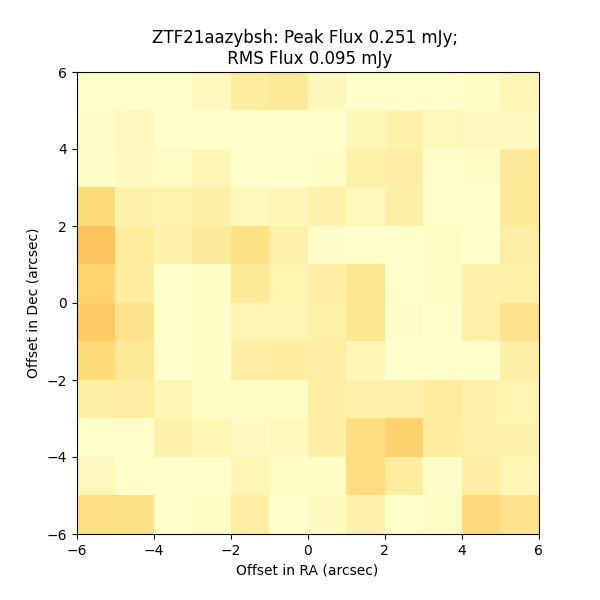 ZTF21aazybsh: Peak Flux 0.251 mJy;
RMS Flux 0.095 mJy
6
4
2
0
−2
−4
−6
Offset in Dec (arcsec)
−6 −4 −2 0 2 4 6
Offset in RA (arcsec)